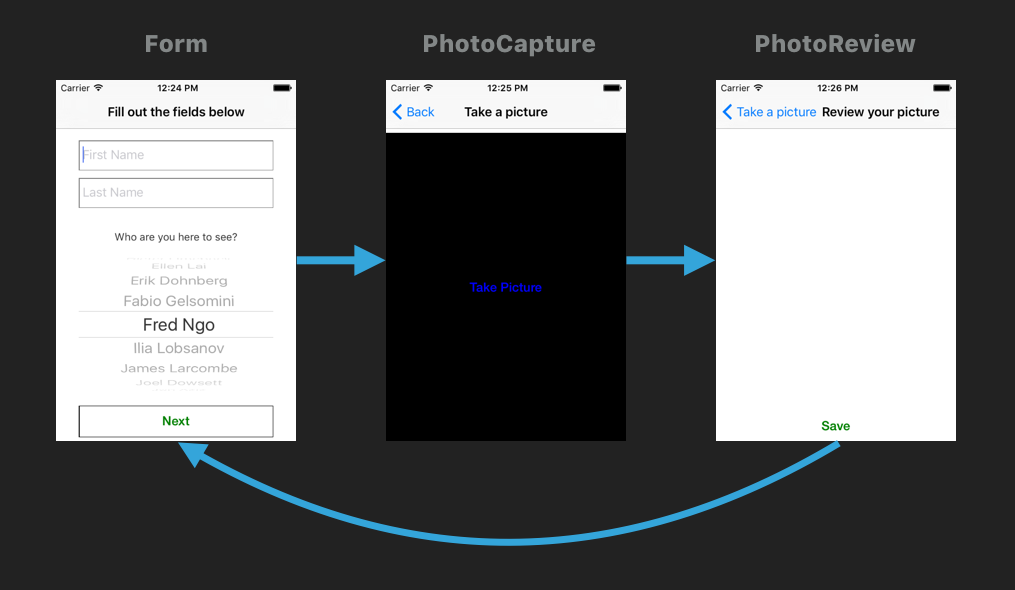 Form
PhotoCapture
PhotoReview
Carrier 12:24 PM
Fill out the fields below
First Name
Last Name
Who are you here to see?
Ellen Lai
Erik Dohnberg
Fabio Gelsomini
Fred Ngo
Ilia Lobsanov
James Larcombe
Joel Dowsett
Next
Carrier 12:25 PM
Back Take a picture
Take Picture
Carrier 12:26 PM
Take a picture Review your picture
Save